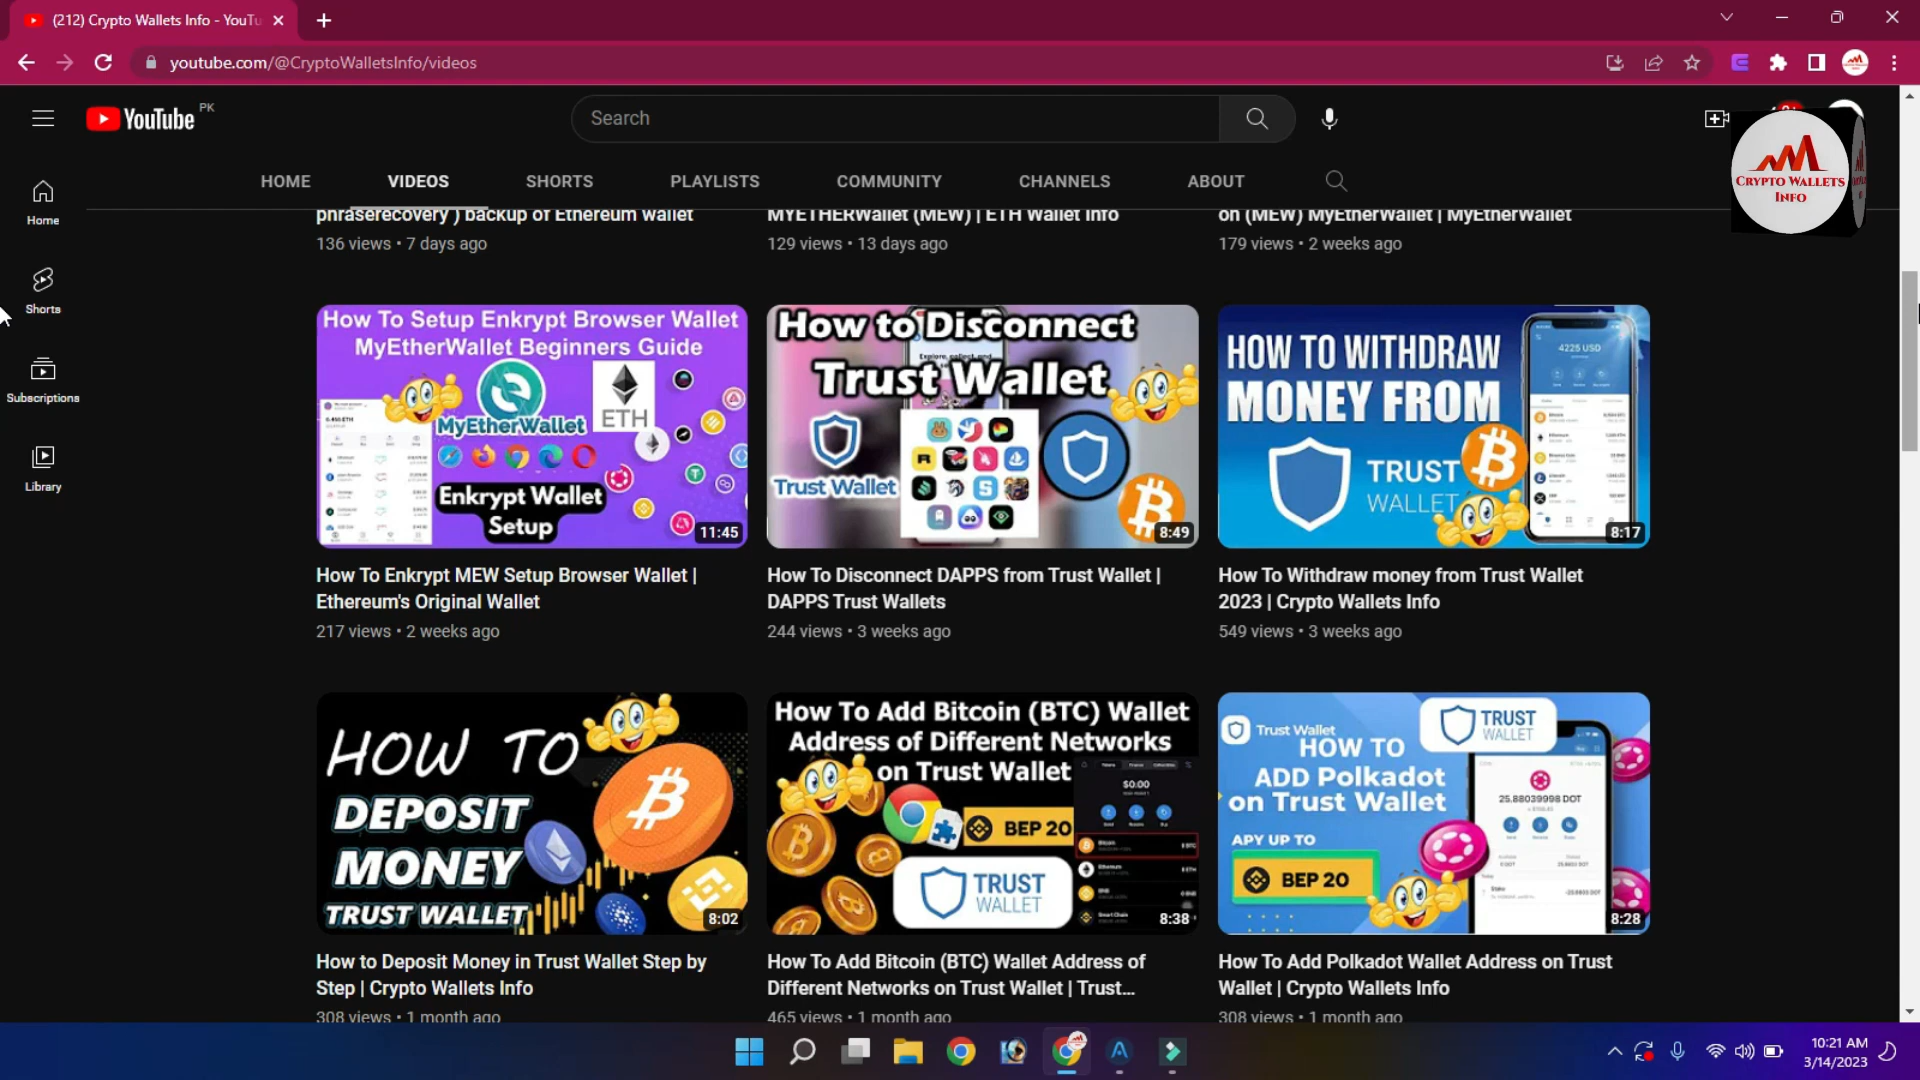 (212) Crypto Wallets Info - YouTu
youtube.com/@CryptoWalletsInfo/videos
YouTube PK
Search
HOME VIDEOS SHORTS PLAYLISTS COMMUNITY CHANNELS ABOUT
CRYPTO WALLETS
INFO
Home
Shorts
Subscriptions
Library
phraserecovery ) backup of Ethereum wallet
136 views • 7 days ago
MYETHERWallet (MEW) | ETH Wallet Info
129 views • 13 days ago
on (MEW) MyEtherWallet | MyEtherWallet
179 views • 2 weeks ago
How To Setup Enkrypt Browser Wallet
MyEtherWallet Beginners Guide
ETH
MyEtherWallet
Enkrypt Wallet
Setup
11:45
How To Enkrypt MEW Setup Browser Wallet |
Ethereum's Original Wallet
217 views • 2 weeks ago
How to Disconnect
Trust Wallet
Trust Wallet
8:49
How To Disconnect DAPPS from Trust Wallet |
DAPPS Trust Wallets
244 views • 3 weeks ago
HOW TO WITHDRAW
MONEY FROM
TRUST
WALLET
4225 USD
8:17
How To Withdraw money from Trust Wallet
2023 | Crypto Wallets Info
549 views • 3 weeks ago
HOW TO
DEPOSIT
MONEY
TRUST WALLET
8:02
How to Deposit Money in Trust Wallet Step by
Step | Crypto Wallets Info
308 views • 1 month ago
How To Add Bitcoin (BTC) Wallet
Address of Different Networks
on Trust Wallet
$0.00
BEP 20
TRUST
WALLET
8:38
How To Add Bitcoin (BTC) Wallet Address of
Different Networks on Trust Wallet | Trust...
465 views • 1 month ago
Trust Wallet
TRUST
WALLET
HOW TO
ADD Polkadot
on Trust Wallet
APY UP TO
BEP 20
25.88039998 DOT
8:28
How To Add Polkadot Wallet Address on Trust
Wallet | Crypto Wallets Info
308 views • 1 month ago
10:21 AM
3/14/2023